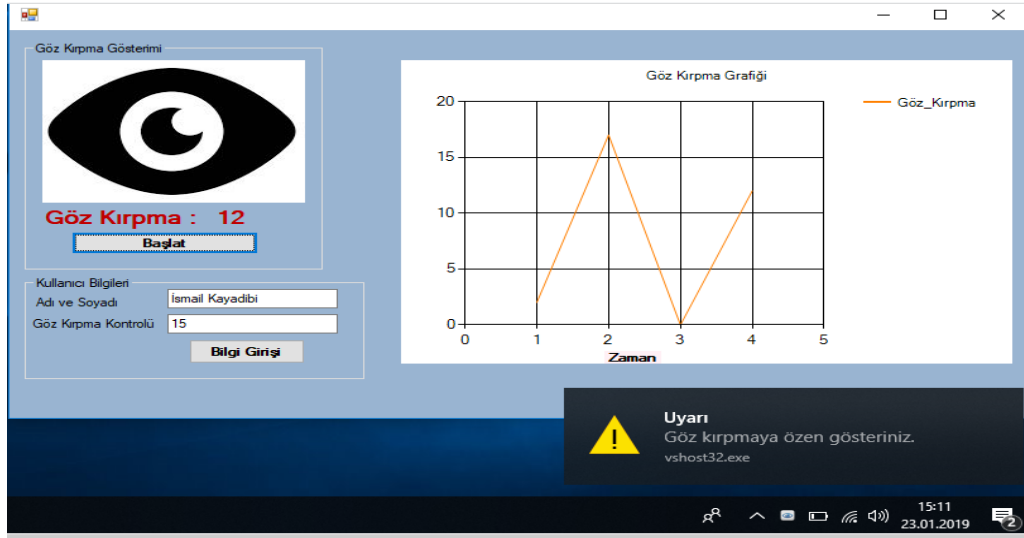 Göz Kırpma Gösterimi
Göz Kırpma : 12
Başlat
Kullanıcı Bilgileri
Adı ve Soyadı İsmail Kayadibi
Göz Kırpma Kontrolü 15
Bilgi Girişi
Göz Kırpma Grafiği
Göz_Kırpma
20
15
10
5
0
0 1 2 3 4 5
Zaman
Uyarı
Göz kırpmaya özen gösteriniz.
vshost32.exe
15:11
23.01.2019
2